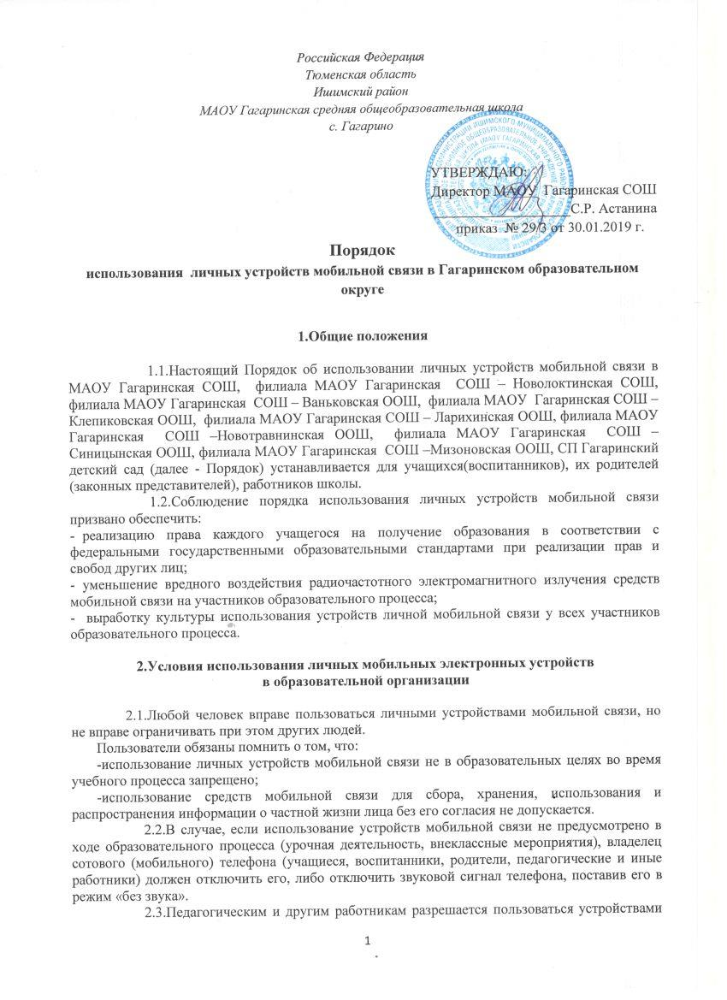 Российская Федерация
Тюменская область
Ишимский район
МАОУ Гагаринская средняя общеобразовательная школа
с. Гагарино
УТВЕРЖДАЮ:
Директор МАОУ Гагаринская СОШ
С.Р. Астанина
приказ № 29/3 от 30.01.2019 г.
Порядок
использования личных устройств мобильной связи в Гагаринском образовательном
округе
1.Общие положения
1.1.Настоящий Порядок об использовании личных устройств мобильной связи в
МАОУ Гагаринская СОШ, филиала МАОУ Гагаринская СОШ – Новолоктинская СОШ,
филиала МАОУ Гагаринская СОШ – Ваньковская ООШ, филиала МАОУ Гагаринская СОШ –
Клепиковская ООШ, филиала МАОУ Гагаринская СОШ – Ларихинская ООШ, филиала МАОУ
Гагаринская СОШ –Новотравнинская ООШ, филиала МАОУ Гагаринская СОШ –
Синицынская ООШ, филиала МАОУ Гагаринская СОШ –Мизоновская ООШ, СП Гагаринский
детский сад (далее - Порядок) устанавливается для учащихся(воспитанников), их родителей
(законных представителей), работников школы.
1.2.Соблюдение порядка использования личных устройств мобильной связи
призвано обеспечить:
- реализацию права каждого учащегося на получение образования в соответствии с
федеральными государственными образовательными стандартами при реализации прав и
свобод других лиц;
- уменьшение вредного воздействия радиочастотного электромагнитного излучения средств
мобильной связи на участников образовательного процесса;
- выработку культуры использования устройств личной мобильной связи у всех участников
образовательного процесса.
2.Условия использования личных мобильных электронных устройств
в образовательной организации
2.1.Любой человек вправе пользоваться личными устройствами мобильной связи, но
не вправе ограничивать при этом других людей.
Пользователи обязаны помнить о том, что:
-использование личных устройств мобильной связи не в образовательных целях во время
учебного процесса запрещено;
-использование средств мобильной связи для сбора, хранения, использования и
распространения информации о частной жизни лица без его согласия не допускается.
2.2.В случае, если использование устройств мобильной связи не предусмотрено в
ходе образовательного процесса (урочная деятельность, внеклассные мероприятия), владелец
сотового (мобильного) телефона (учащиеся, воспитанники, родители, педагогические и иные
работники) должен отключить его, либо отключить звуковой сигнал телефона, поставив его в
режим «без звука».
2.3.Педагогическим и другим работникам разрешается пользоваться устройствами
1